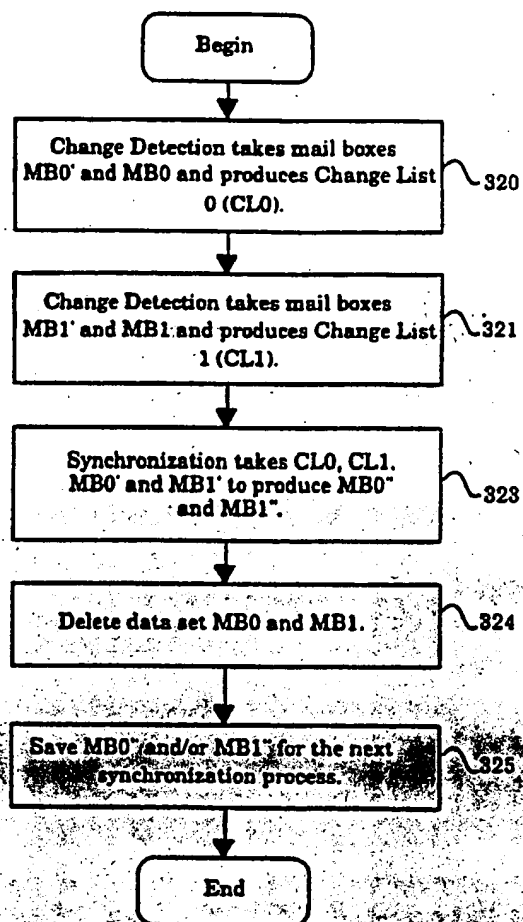 Begin
Change Detection takes mail boxes
MB0' and MB0 and produces Change List
0 (CL0).
320
Change Detection takes mail boxes
MB1' and MB1 and produces Change List
1 (CL1).
321
Synchronization takes CL0, CL1.
MB0' and MB1' to produce MB0"
and MB1".
323
Delete data set MB0 and MB1.
324
Save MB0" and/or MB1" for the next
synchronization process.
325
End